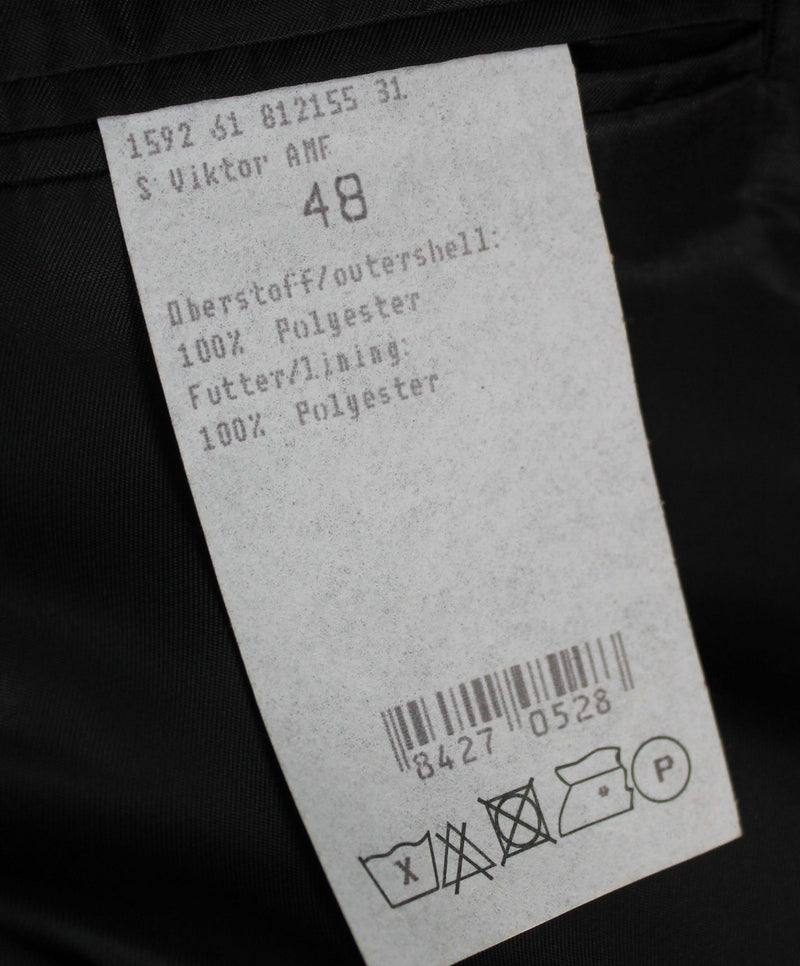 1592 61 812155 31
S Viktor AMF
48
Oberstoff/outershell:
100% Polyester
Futter/lining:
100% Polyester
8427 0528
X
P